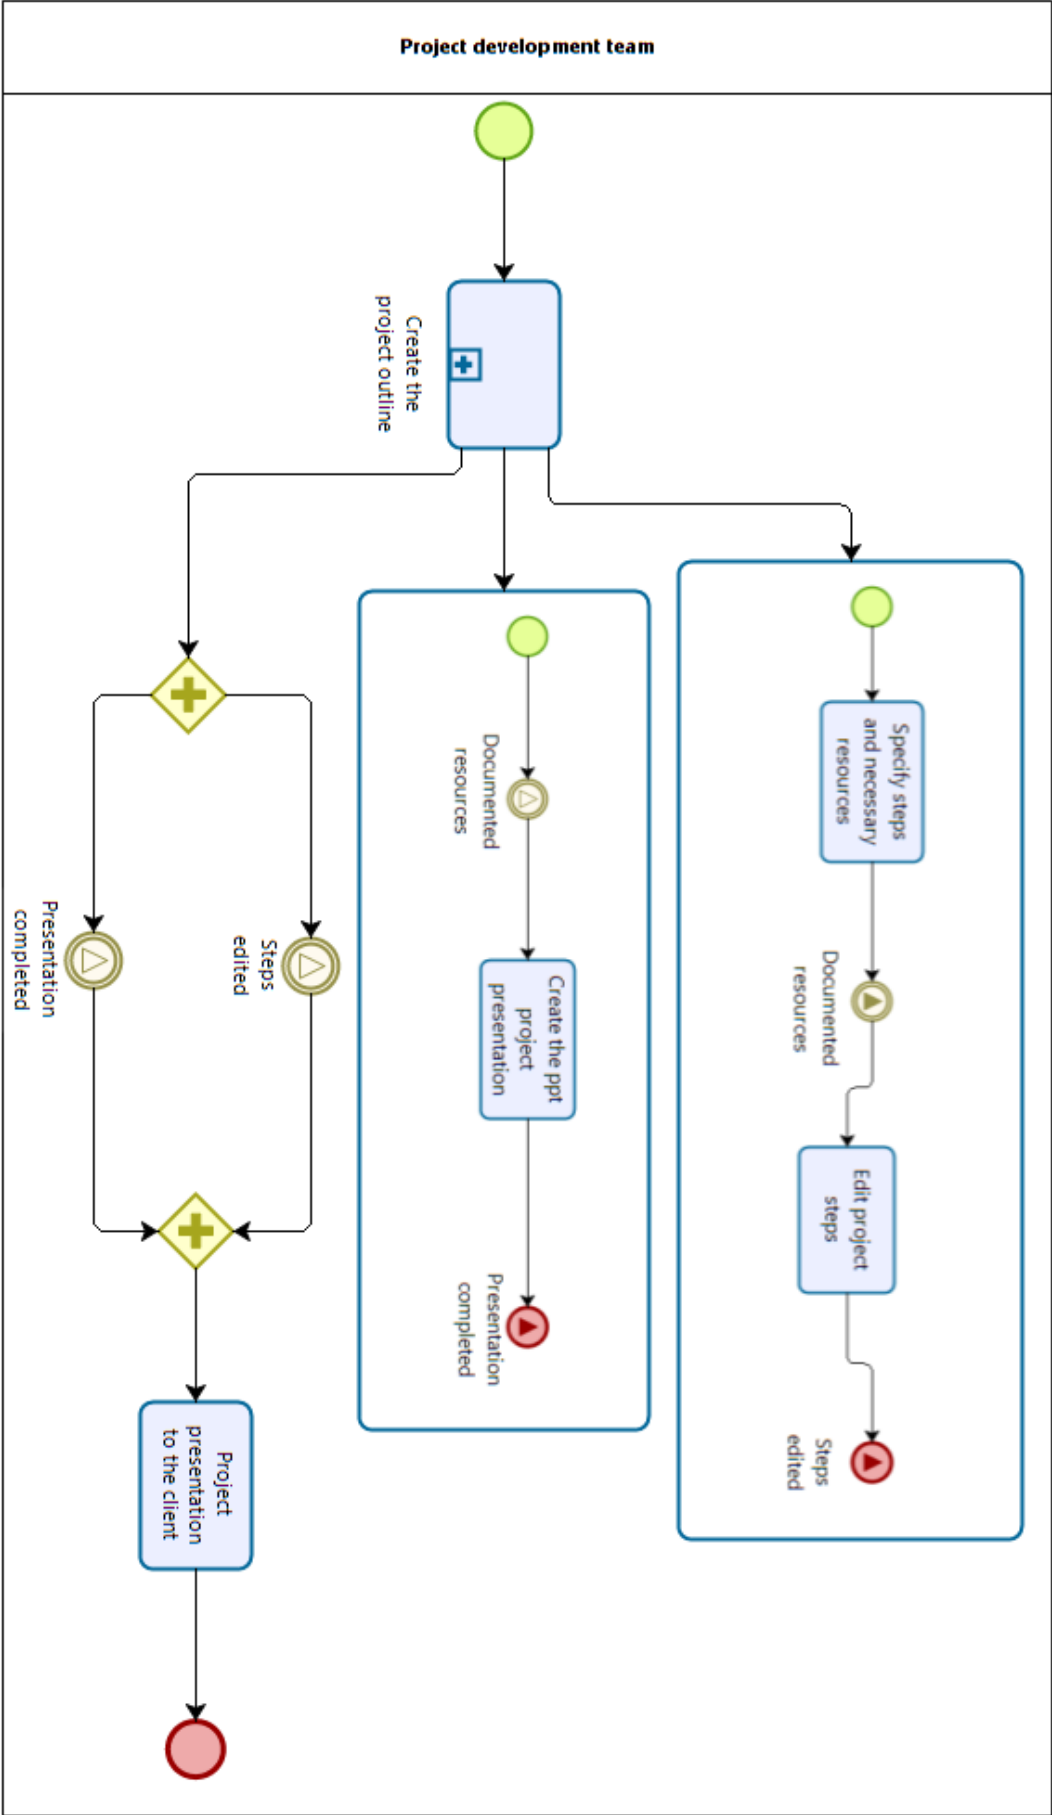 Project development team
Create the
project outline
Specify steps
and necessary
resources
Documented
resources
Edit project
steps
Steps
edited
Documented
resources
Create the ppt
project
presentation
Presentation
completed
Steps
edited
Presentation
completed
Project
presentation
to the client